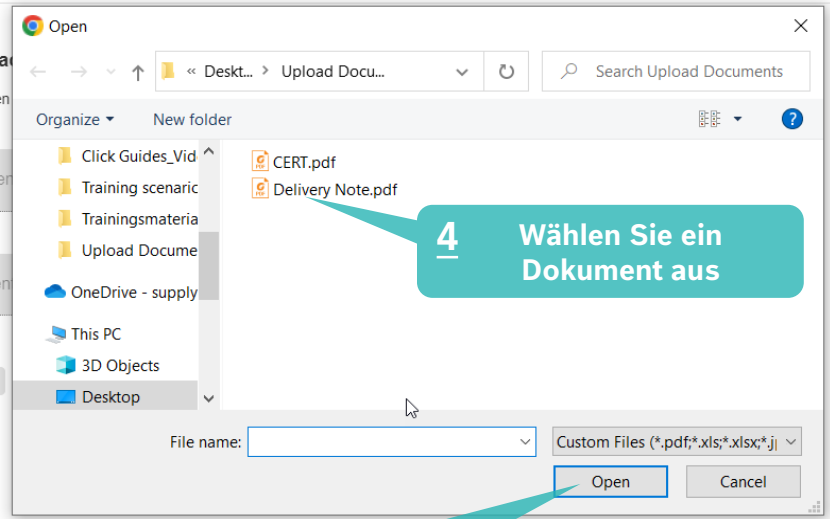 Open
« Deskt... > Upload Docu...
Search Upload Documents
Organize
New folder
Click Guides_Vid
Training scenaric
Trainingsmateria
Upload Docume
OneDrive - supply
This PC
3D Objects
Desktop
CERT.pdf
Delivery Note.pdf
4 Wählen Sie ein
Dokument aus
File name:
Custom Files (*.pdf;*.xls;*.xlsx;*.j
Open
Cancel